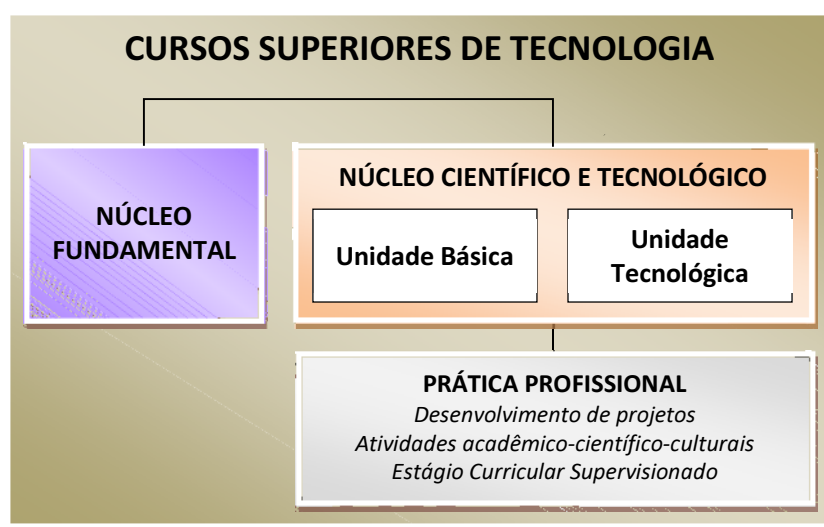 CURSOS SUPERIORES DE TECNOLOGIA
NÚCLEO
FUNDAMENTAL
NÚCLEO CIENTÍFICO E TECNOLÓGICO
Unidade Básica
Unidade
Tecnológica
PRÁTICA PROFISSIONAL
Desenvolvimento de projetos
Atividades acadêmico-científico-culturais
Estágio Curricular Supervisionado